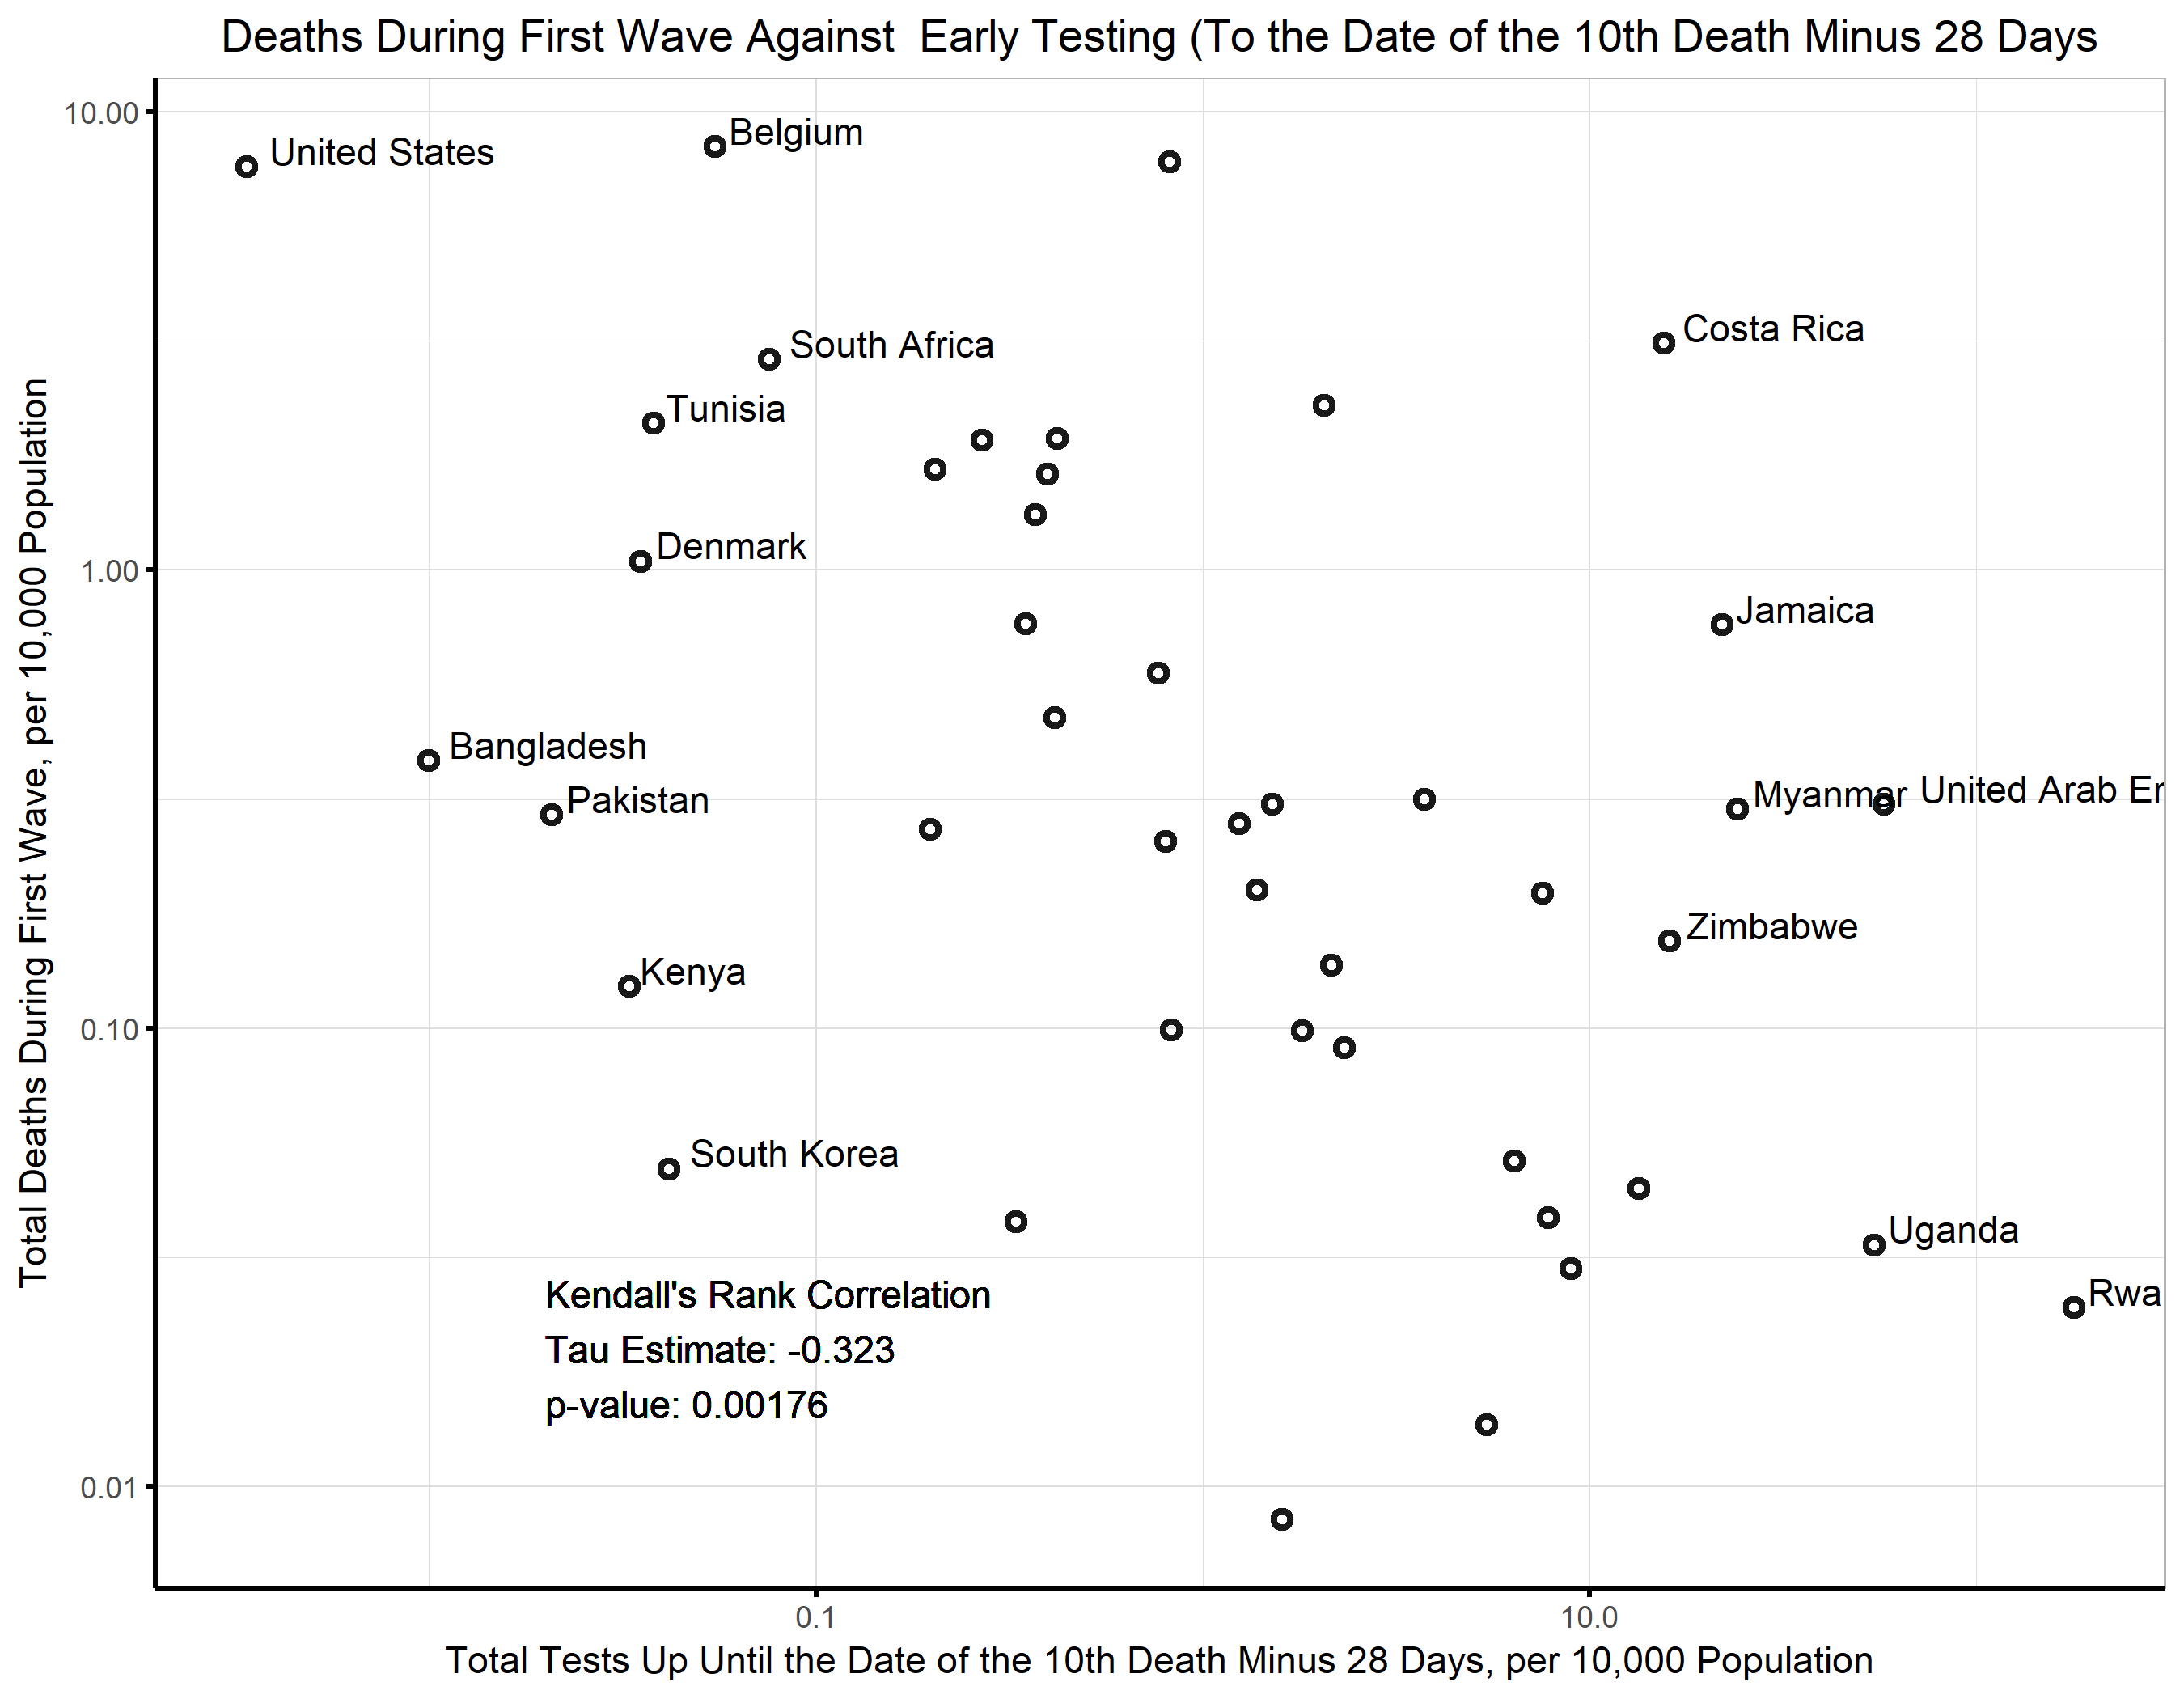 Deaths During First Wave Against  Early Testing (To the Date of the 10th Death Minus 28 Days
Total Deaths During First Wave, per 10,000 Population
10.00
1.00
0.10
0.01
United States
Belgium
South Africa
Costa Rica
Tunisia
Denmark
Jamaica
Bangladesh
Pakistan
Myanmar
United Arab Er
Zimbabwe
Kenya
South Korea
Uganda
Rwa
Kendall's Rank Correlation
Tau Estimate: -0.323
p-value: 0.00176
0.1
10.0
Total Tests Up Until the Date of the 10th Death Minus 28 Days, per 10,000 Population